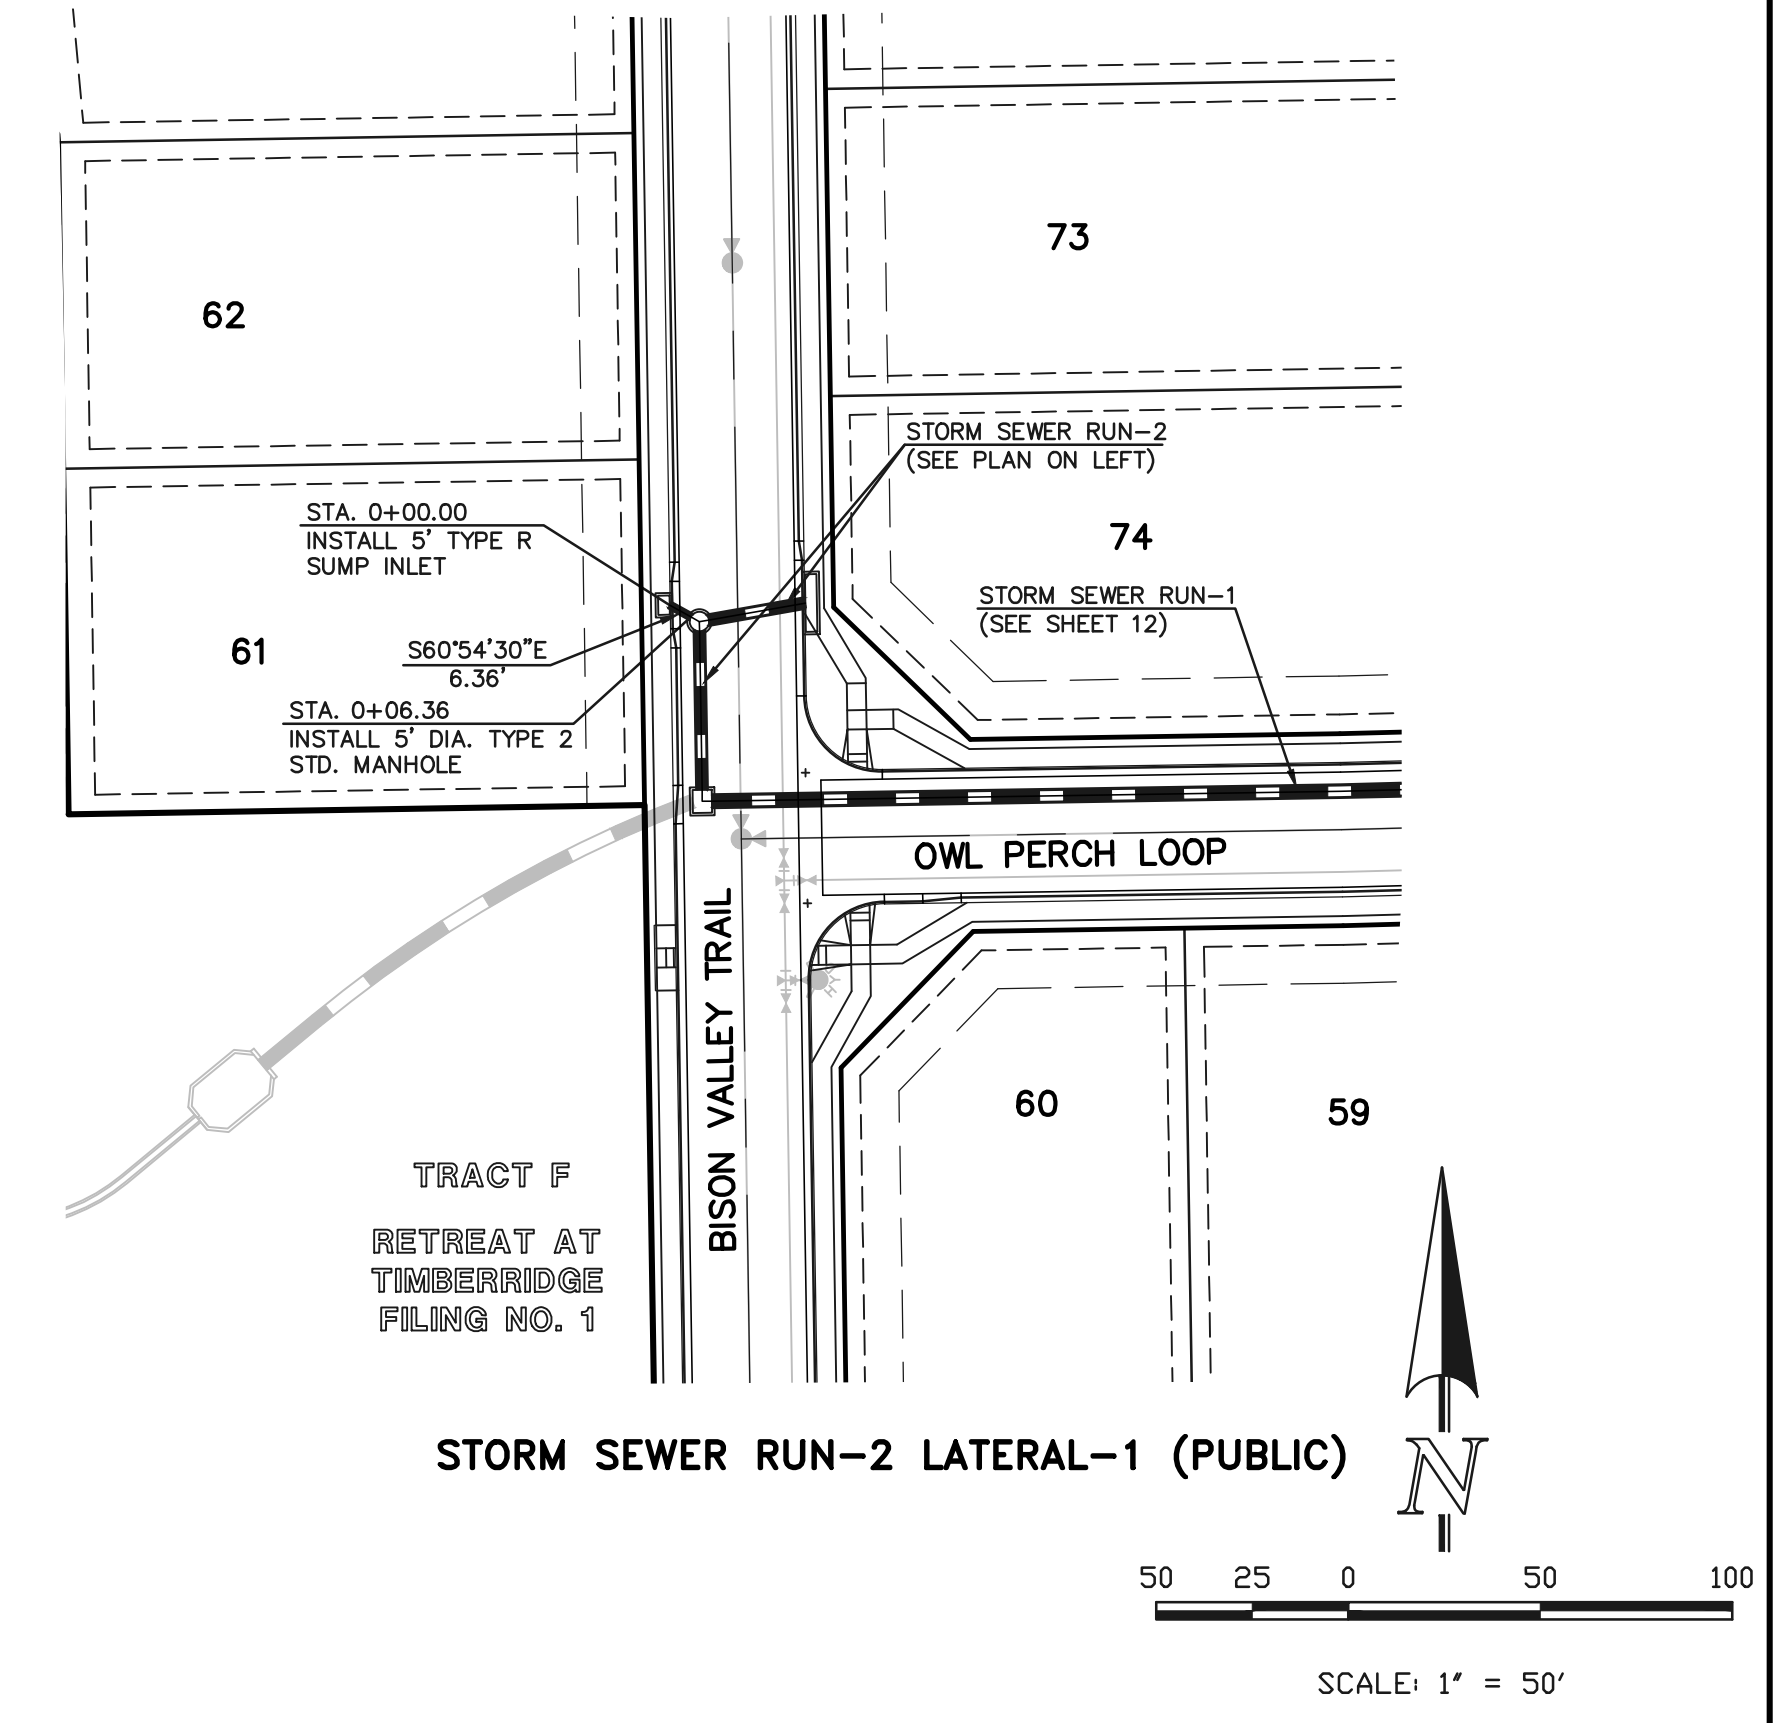 73
62
STORM SEWER RUN-2
(SEE PLAN ON LEFT)
STA. 0+00.00
INSTALL 5' TYPE R
SUMP INLET
74
STORM SEWER RUN-1
(SEE SHEET 12)
61
S60°54'30"E
6.36'
STA. 0+06.36
INSTALL 5' DIA. TYPE 2
STD. MANHOLE
OWL PERCH LOOP
BISON VALLEY TRAIL
HYD
60
59
TRACT F
RETREAT AT
TIMBERRIDGE
FILING NO. 1
STORM SEWER RUN-2 LATERAL-1 (PUBLIC)
N
50 25 0 50 100
SCALE: 1" = 50'